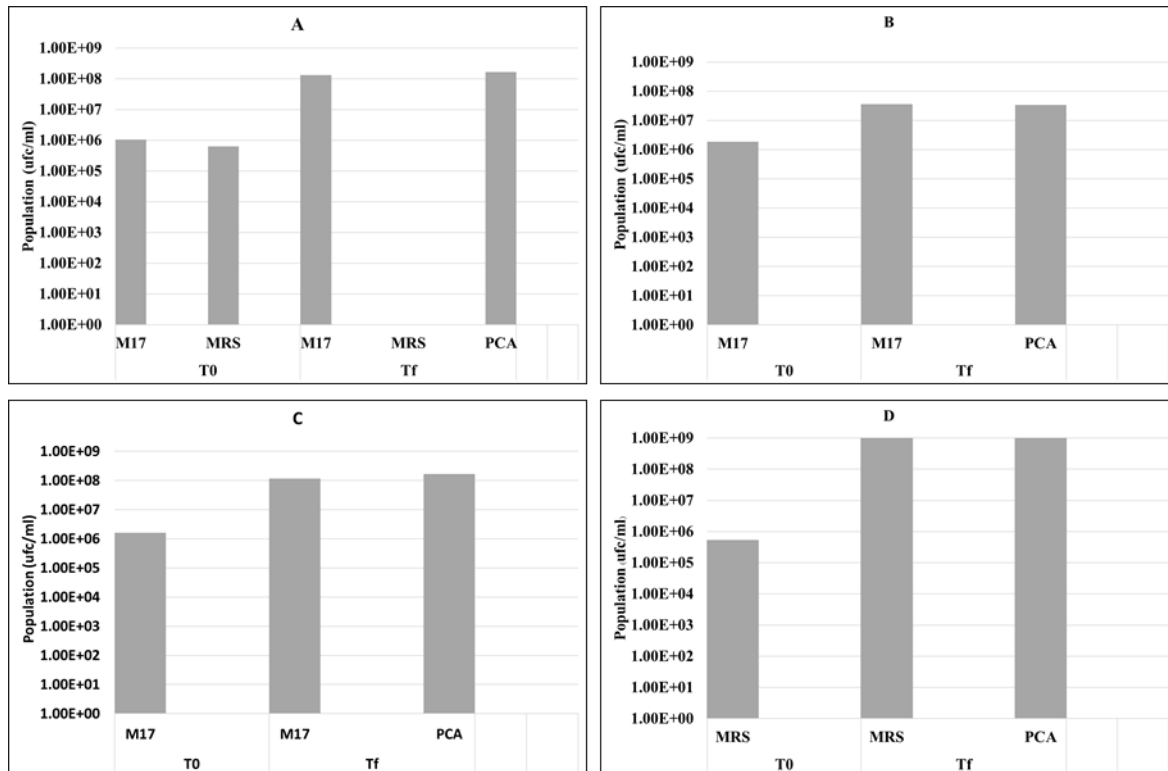 A
Population (ufc/ml)
1.00E+09
1.00E+08
1.00E+07
1.00E+06
1.00E+05
1.00E+04
1.00E+03
1.00E+02
1.00E+01
1.00E+00
M17 MRS M17 MRS PCA
T0 Tf
B
Population (ufc/ml)
1.00E+09
1.00E+08
1.00E+07
1.00E+06
1.00E+05
1.00E+04
1.00E+03
1.00E+02
1.00E+01
1.00E+00
M17 M17 PCA
T0 Tf
C
Population (ufc/ml)
1.00E+09
1.00E+08
1.00E+07
1.00E+06
1.00E+05
1.00E+04
1.00E+03
1.00E+02
1.00E+01
1.00E+00
M17 M17 PCA
T0 Tf
D
Population (ufc/ml)
1.00E+09
1.00E+08
1.00E+07
1.00E+06
1.00E+05
1.00E+04
1.00E+03
1.00E+02
1.00E+01
1.00E+00
MRS MRS PCA
T0 Tf